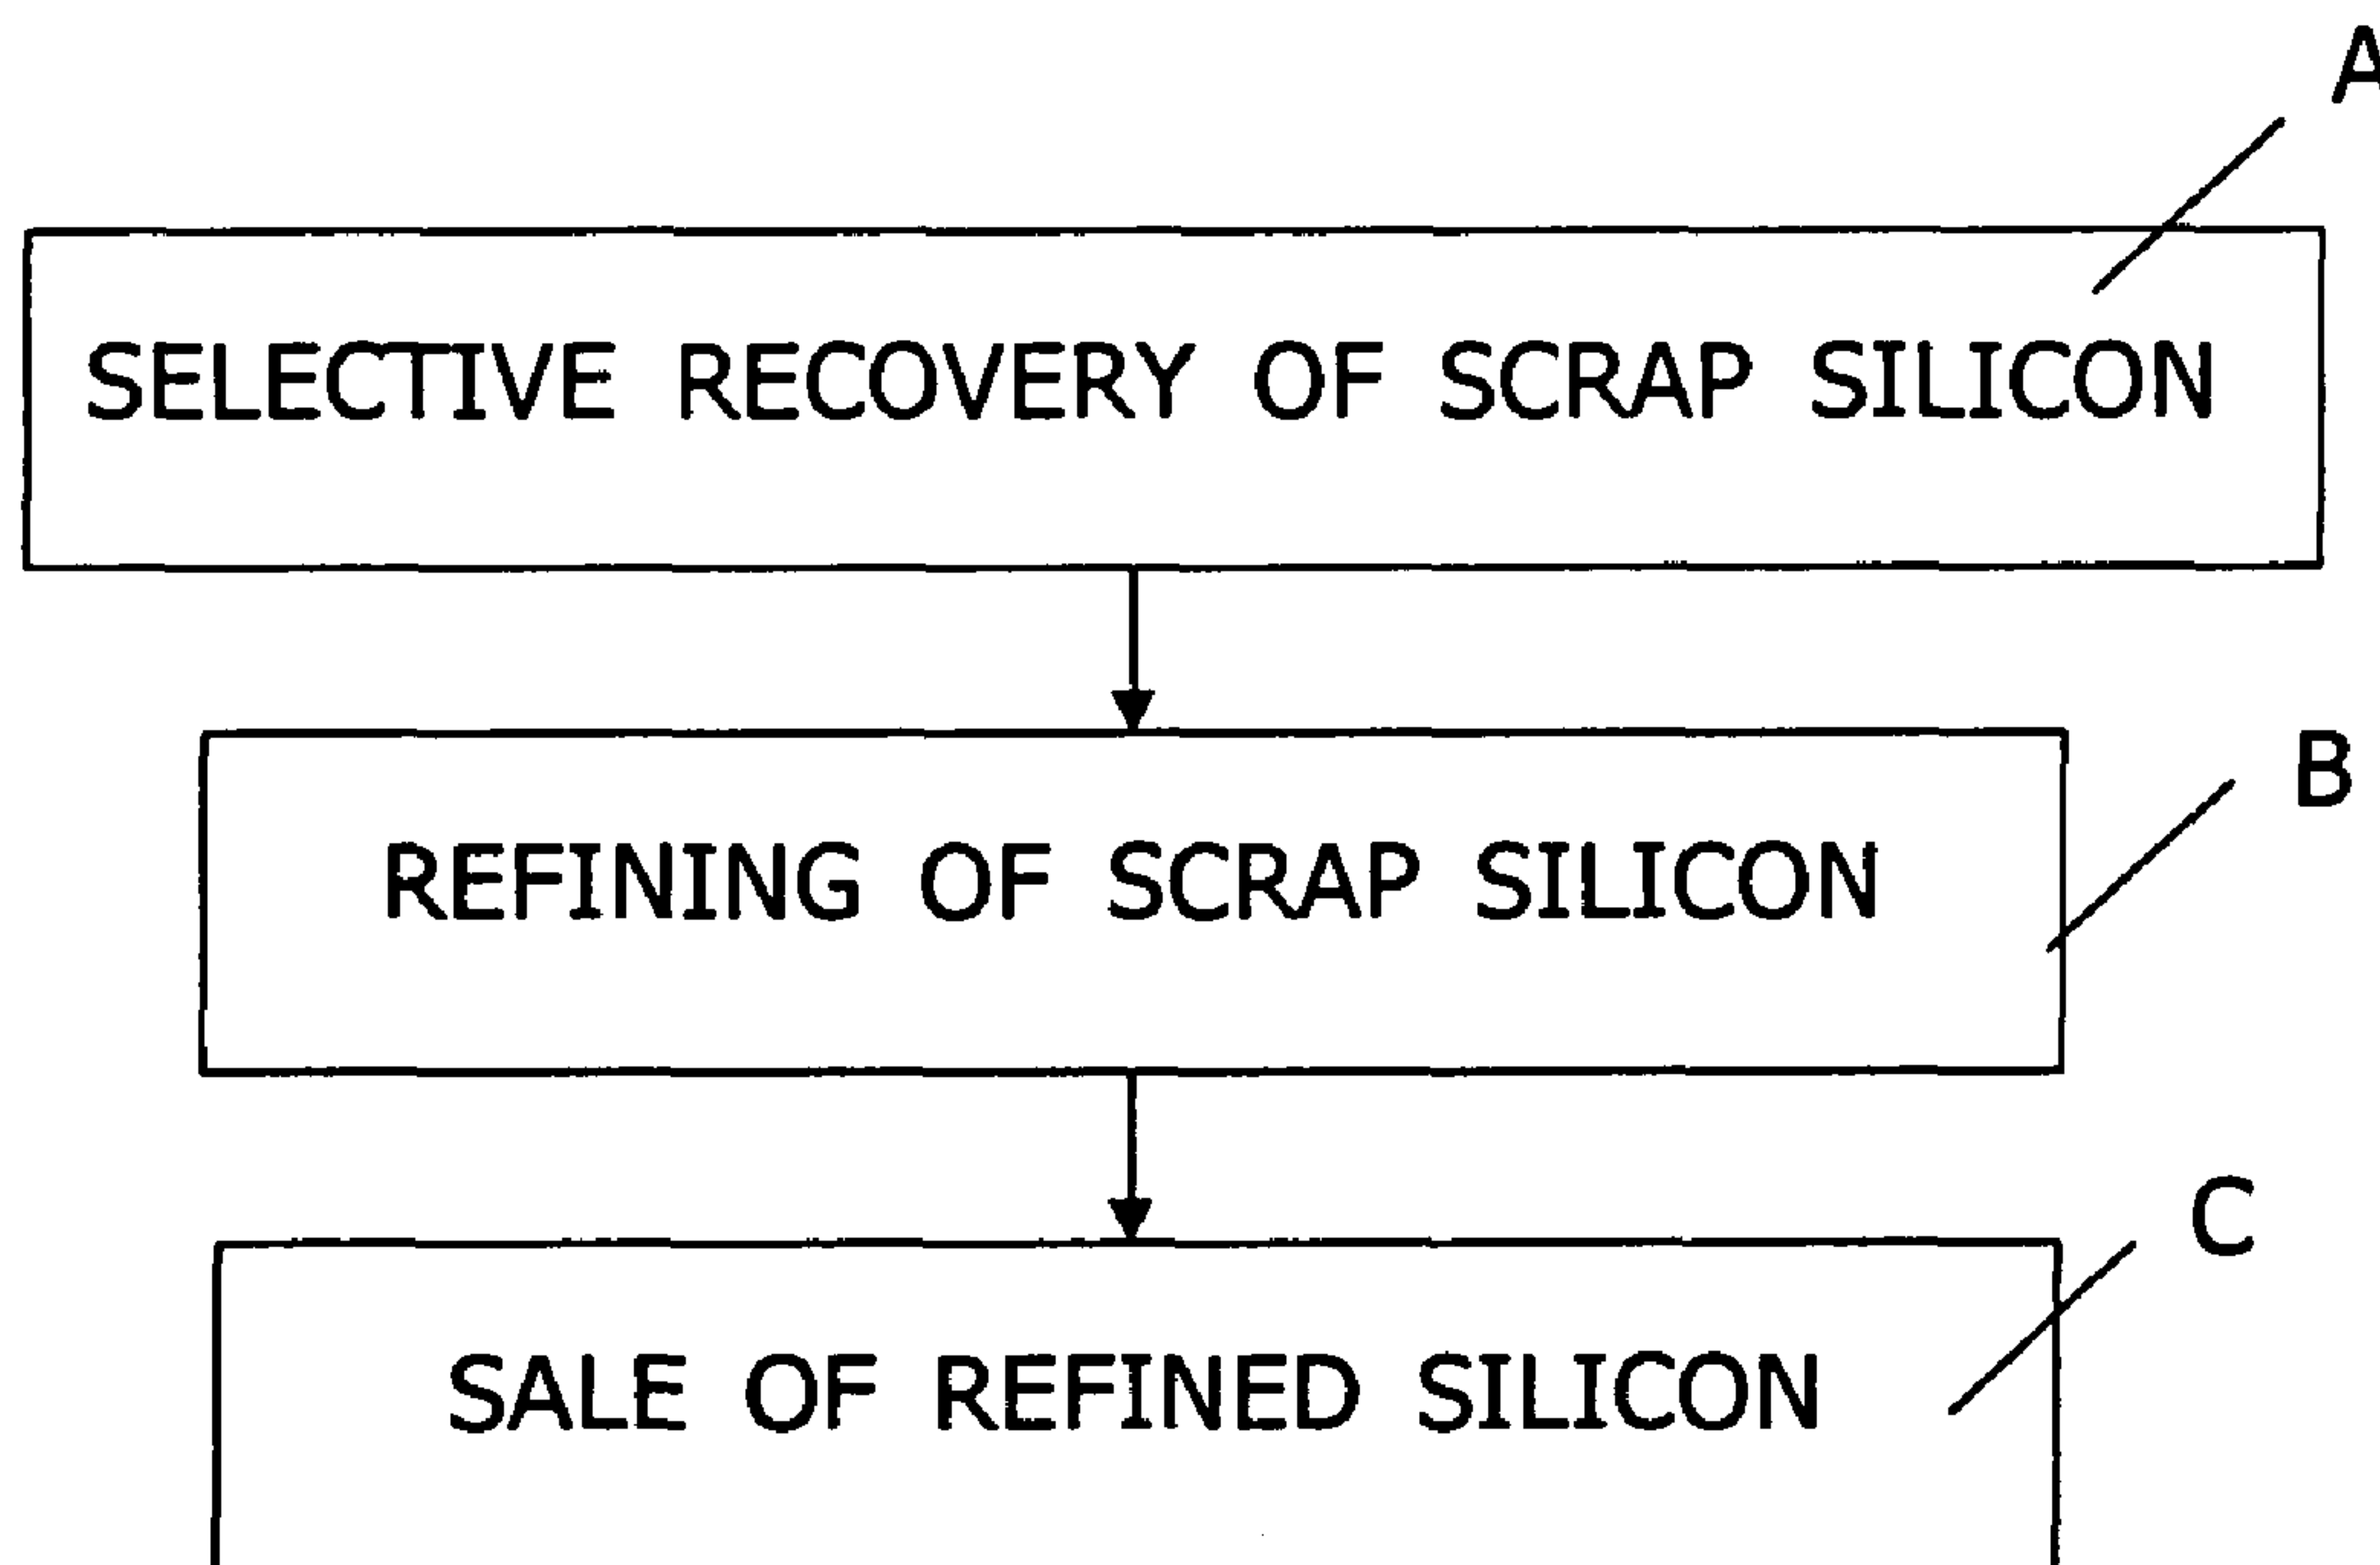 A
SELECTIVE RECOVERY OF SCRAP SILICON
B
REFINING OF SCRAP SILICON
C
SALE OF REFINED SILICON